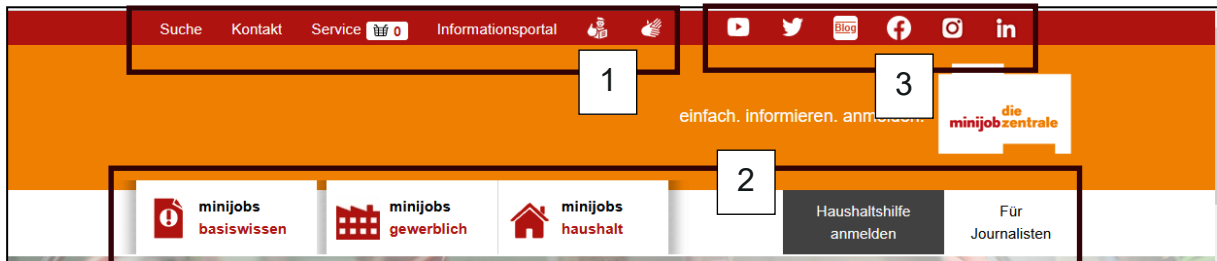 Suche Kontakt Service 0 Informationsportal Blog in
1 3
einfach. informieren. anmelden.
die
minijobzentrale
2
minijobs
basiswissen
minijobs
gewerblich
minijobs
haushalt
Haushaltshilfe
anmelden
Für
Journalisten